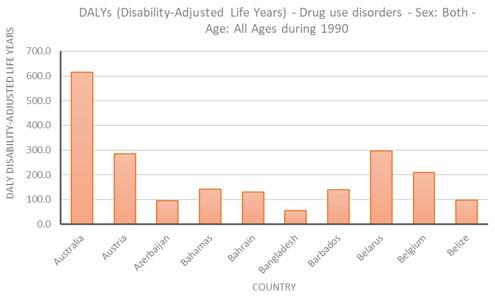 DALYs (Disability-Adjusted Life Years) - Drug use disorders - Sex: Both -
Age: All Ages during 1990
DALY DISABILITY-ADJUSTED LIFE YEARS
700.0
600.0
500.0
400.0
300.0
200.0
100.0
0.0
Australia
Austria
Azerbaijan
Bahamas
Bahrain
Bangladesh
Barbados
Belarus
Belgium
Belize
COUNTRY